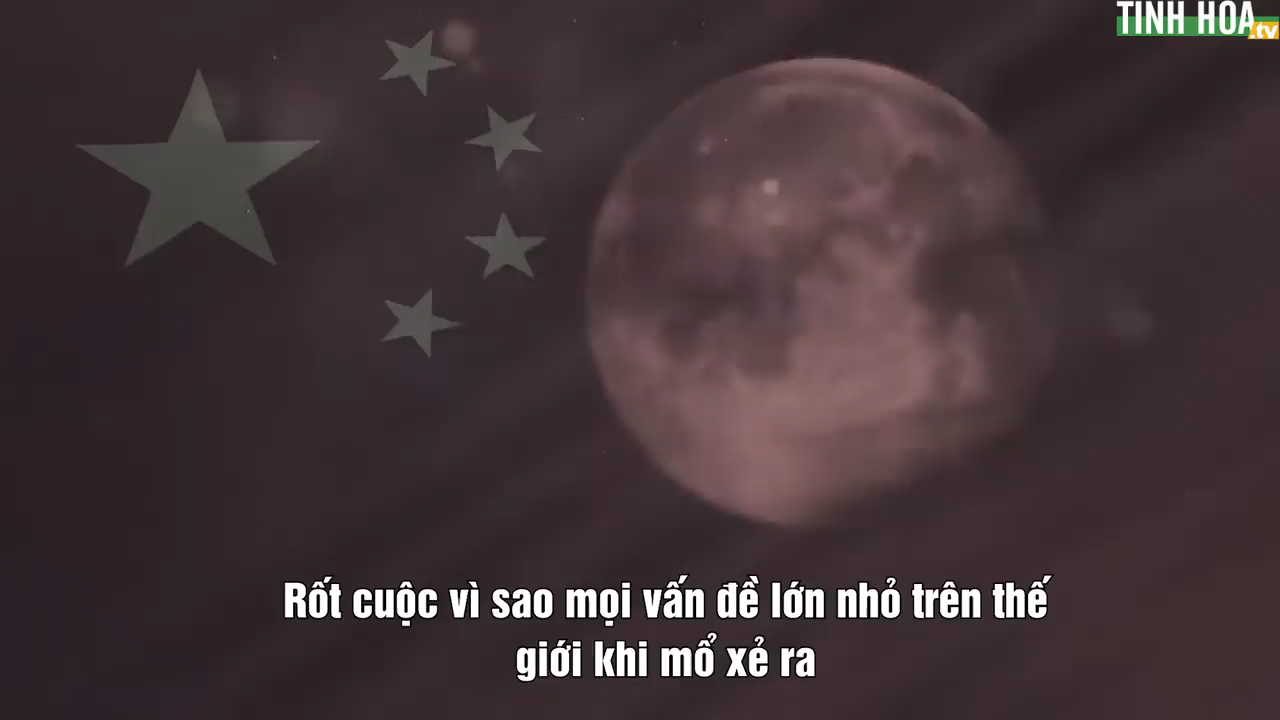 TINH HOA
.tv
Rốt cuộc vì sao mọi vấn đề lớn nhỏ trên thế
giới khi mổ xẻ ra